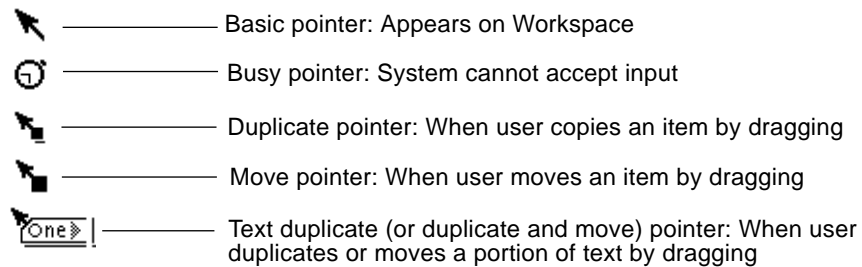 Basic pointer: Appears on Workspace
Busy pointer: System cannot accept input
Duplicate pointer: When user copies an item by dragging
Move pointer: When user moves an item by dragging
One
Text duplicate (or duplicate and move) pointer: When user
duplicates or moves a portion of text by dragging